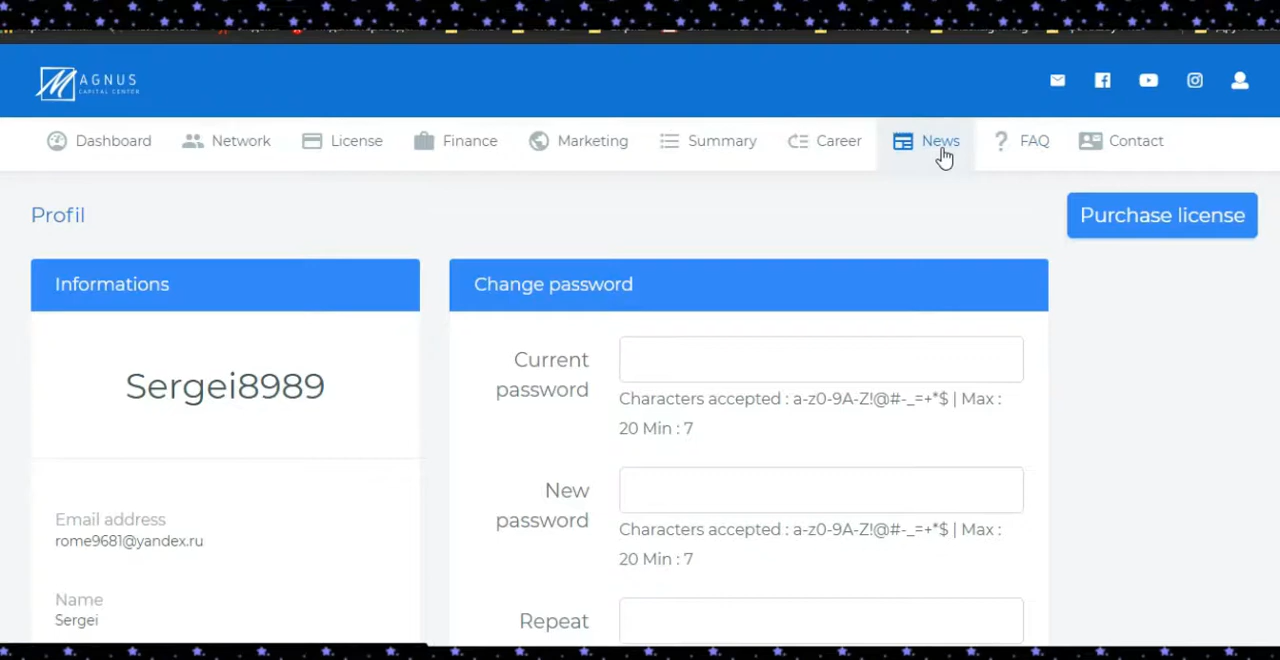 MAGNUS
CAPITAL CENTER
Dashboard Network License Finance Marketing Summary Career News FAQ Contact
Profil
Purchase license
Informations
Sergei8989
Email address
rome9681@yandex.ru
Name
Sergei
Change password
Current
password
Characters accepted : a-z0-9A-Z!@#-_=+*$ | Max :
20 Min : 7
New
password
Characters accepted : a-z0-9A-Z!@#-_=+*$ | Max :
20 Min : 7
Repeat